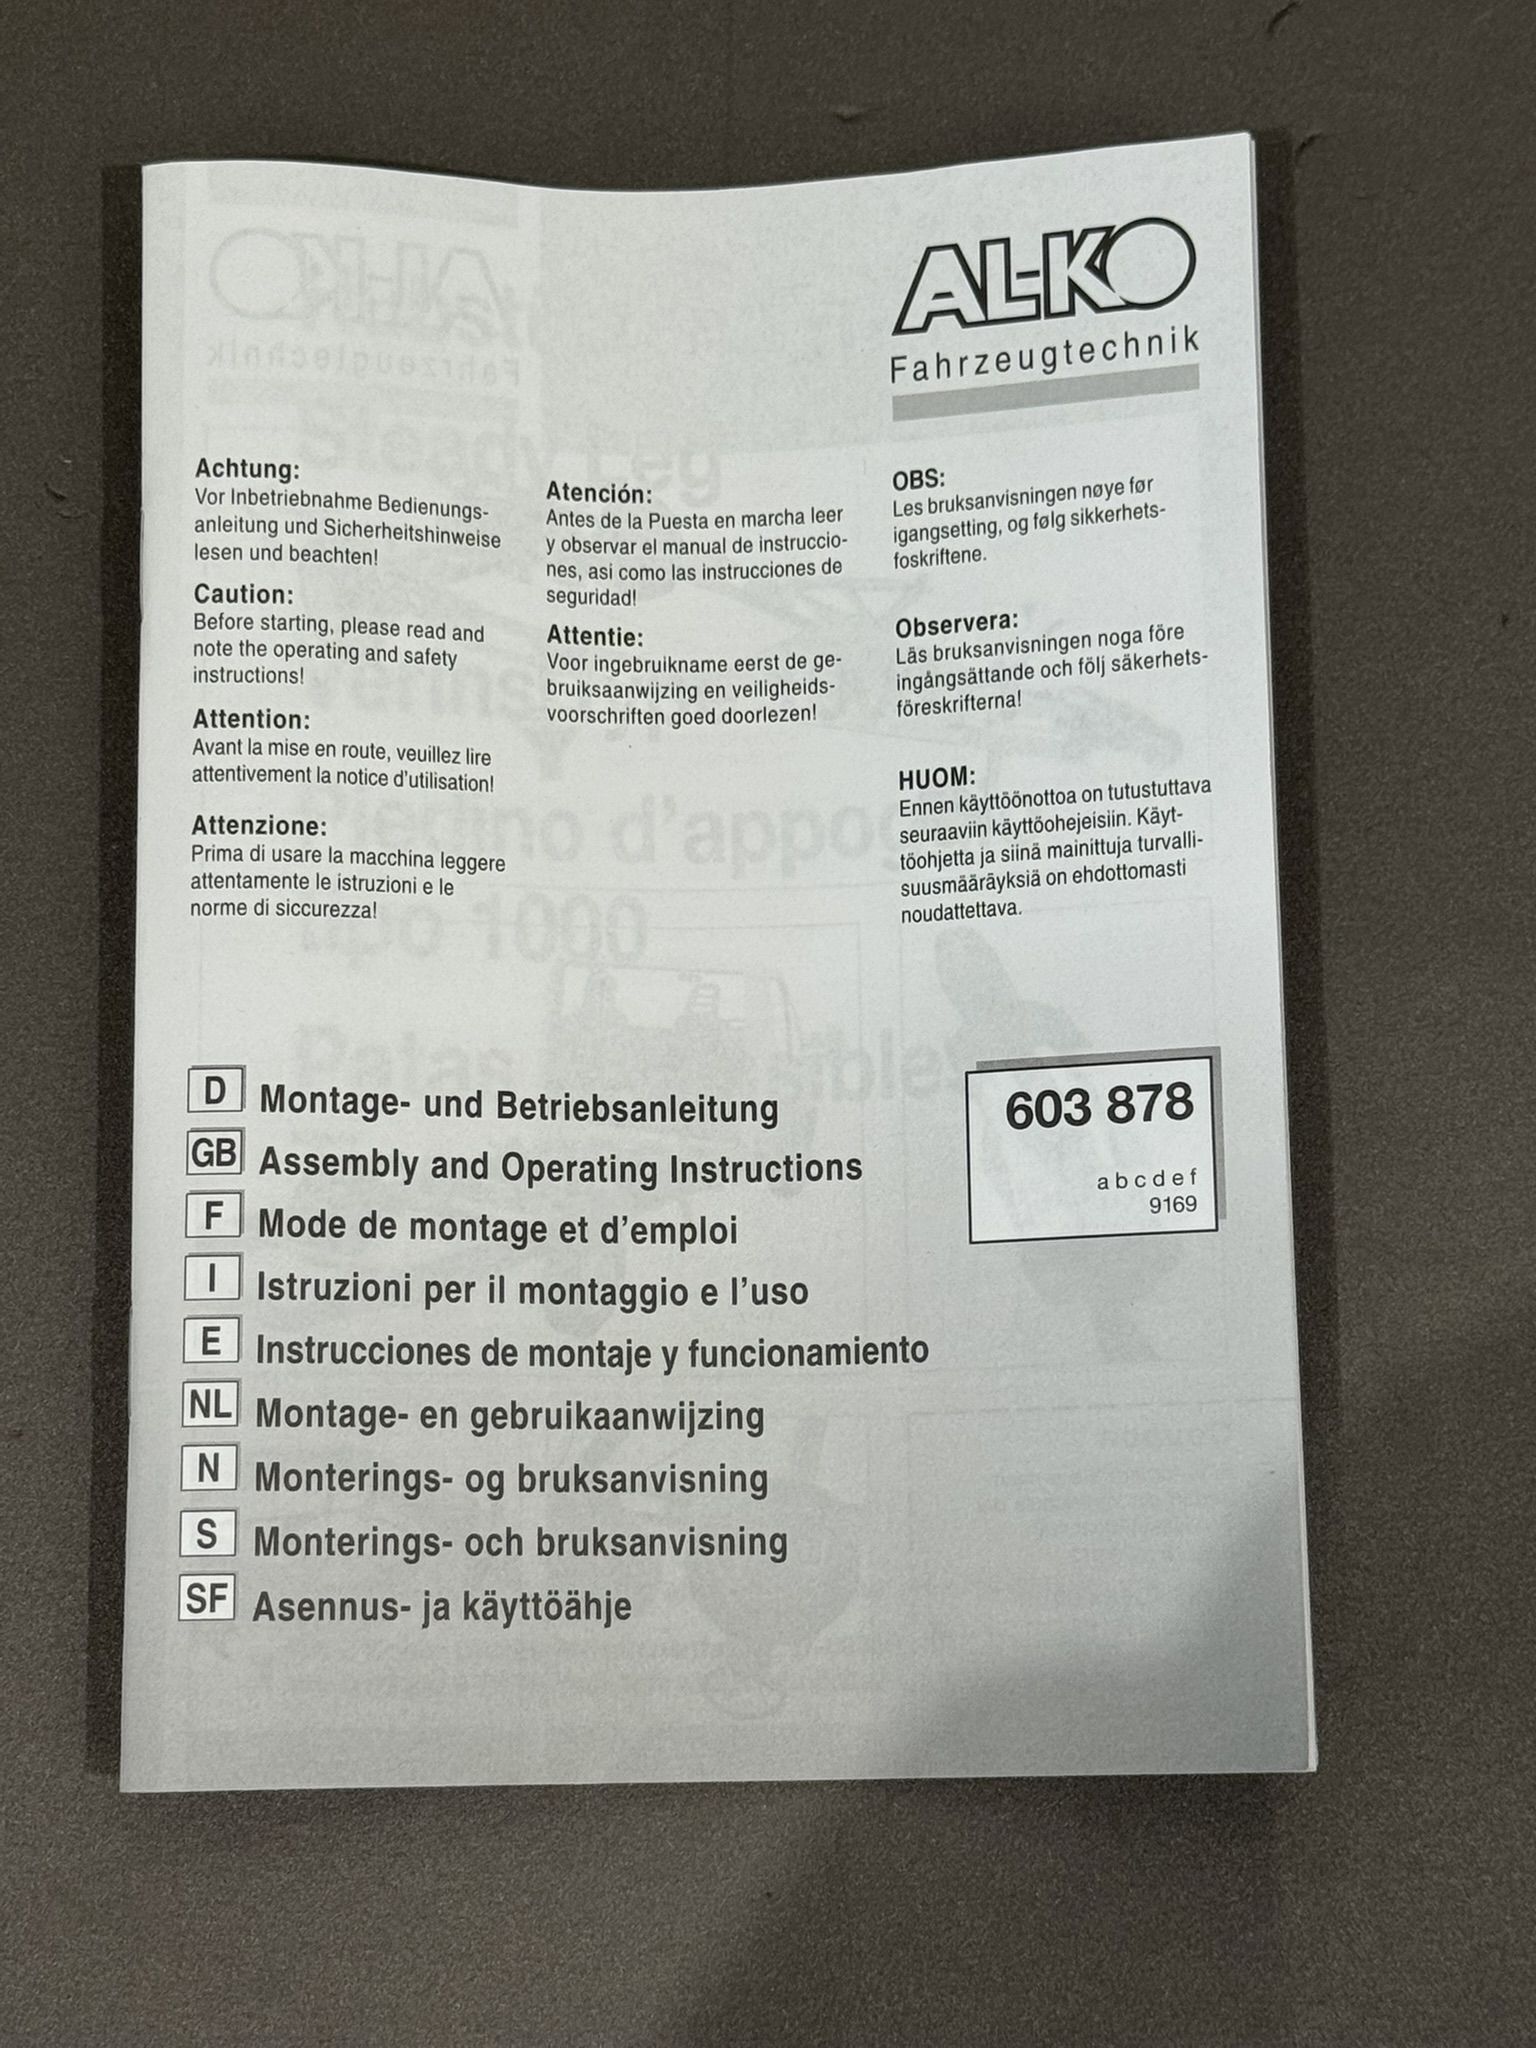 AL-KO
Fahrzeugtechnik
Achtung:
Vor Inbetriebnahme Bedienungs-
anleitung und Sicherheitshinweise
lesen und beachten!
Caution:
Before starting, please read and
note the operating and safety
instructions!
Attention:
Avant la mise en route, veuillez lire
attentivement la notice d'utilisation!
Attenzione:
Prima di usare la macchina leggere
attentamente le istruzioni e le
norme di siccurezza!
Atención:
Antes de la Puesta en marcha leer
y observar el manual de instruccio-
nes, asi como las instrucciones de
seguridad!
Attentie:
Voor ingebruikname eerst de ge-
bruiksaanwijzing en veiligheids-
voorschriften goed doorlezen!
OBS:
Les bruksanvisningen nøye før
igangsetting, og følg sikkerhets-
foskriftene.
Observera:
Läs bruksanvisningen noga före
ingångsättande och följ säkerhets-
föreskrifterna!
HUOM:
Ennen käyttöönottoa on tutustuttava
seuraaviin käyttöohejeisiin. Käyt-
töohjetta ja siinä mainittuja turvalli-
suusmääräyksiä on ehdottomasti
noudattettava.
D Montage- und Betriebsanleitung
GB Assembly and Operating Instructions
F Mode de montage et d'emploi
I Istruzioni per il montaggio e l'uso
E Instrucciones de montaje y funcionamiento
NL Montage- en gebruikaanwijzing
N Monterings- og bruksanvisning
S Monterings- och bruksanvisning
SF Asennus- ja käyttöähje
603 878
a b c d e f
9169